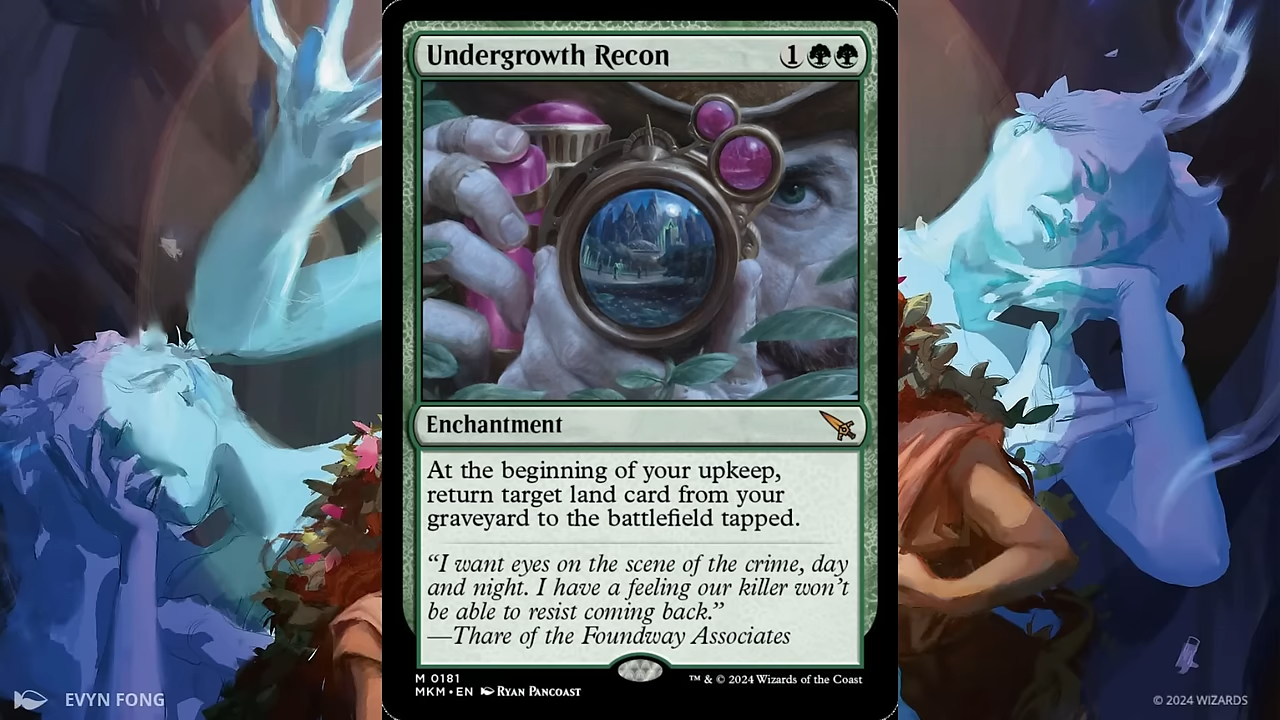 Undergrowth Recon 1
Enchantment
At the beginning of your upkeep,
return target land card from your
graveyard to the battlefield tapped.
“I want eyes on the scene of the crime, day
and night. I have a feeling our killer won’t
be able to resist coming back.”
—Thare of the Foundway Associates
M 0181
MKM • EN Ryan Pancoast
™ & © 2024 Wizards of the Coast
EVYN FONG
© 2024 WIZARDS